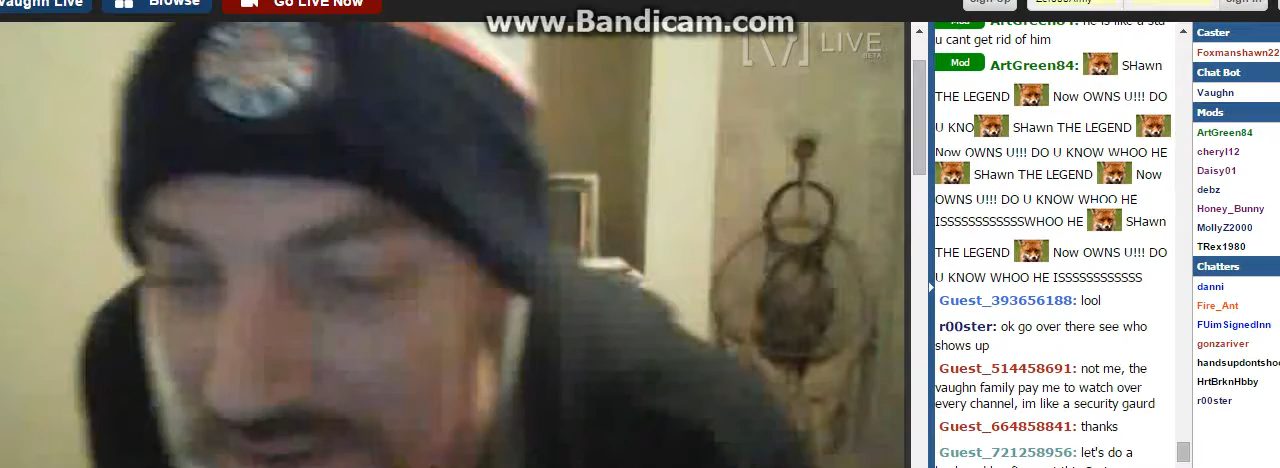 Vaughn Live Browse Go LIVE Now
www.Bandicam.com
[V] LIVE
BETA
Sign Up Sign In
Mod ArtGreen84: he is like a std
u cant get rid of him
Mod ArtGreen84: SHawn
THE LEGEND Now OWNS U!!! DO
U KNO SHawn THE LEGEND
Now OWNS U!!! DO U KNOW WHOO HE
SHawn THE LEGEND Now
OWNS U!!! DO U KNOW WHOO HE
ISSSSSSSSSSSSWHOO HE SHawn
THE LEGEND Now OWNS U!!! DO
U KNOW WHOO HE ISSSSSSSSSSSS
Guest_393656188: lool
r00ster: ok go over there see who
shows up
Guest_514458691: not me, the
vaughn family pay me to watch over
every channel, im like a security gaurd
Guest_664858841: thanks
Guest_721258956: let's do a
Caster
Foxmanshawn22
Chat Bot
Vaughn
Mods
ArtGreen84
cheryl12
Daisy01
debz
Honey_Bunny
MollyZ2000
TRex1980
Chatters
danni
Fire_Ant
FUimSignedInn
gonzariver
handsupdontshoo
HrtBrknHbby
r00ster